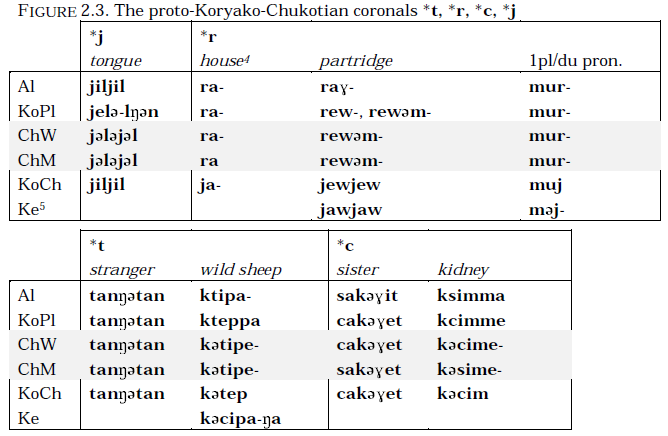 FIGURE 2.3. The proto-Koryako-Chukotian coronals *t, *r, *c, *j
*j *r
tongue house⁴ partridge 1pl/du pron.
Al jiljil ra- raɣ- mur-
KoPl jelə-lŋən ra- rew-, rewəm- mur-
ChW jələjəl ra- rewəm- mur-
ChM jələjəl ra rewəm- mur-
KoCh jiljil ja- jewjew muj
Ke⁵ jawjaw məj-
*t *c
stranger wild sheep sister kidney
Al tanŋətan ktipa- sakəɣit ksimma
KoPl tanŋətan kteppa cakəɣet kcimme
ChW tanŋətan kətipe- cakəɣet kəcime-
ChM tanŋətan kətipe- sakəɣet kəsime-
KoCh tanŋətan kətep cakəɣet kəcim
Ke kəcipa-ŋa